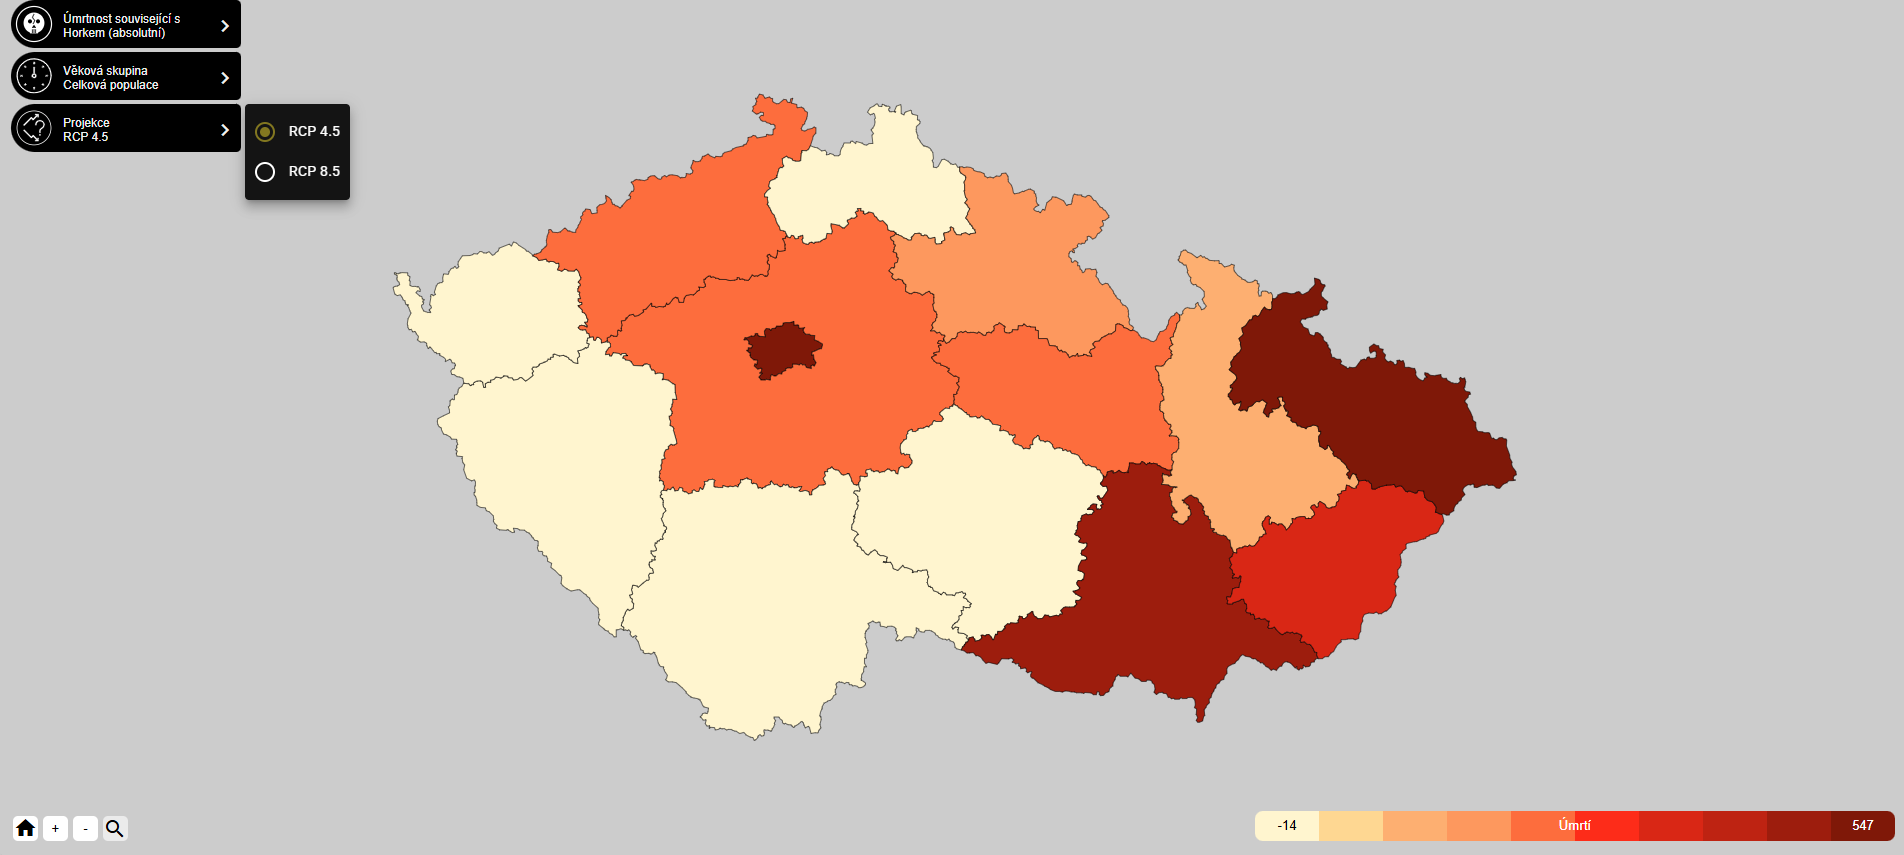 Úmrtnost související s
Horkem (absolutní)
Věková skupina
Celková populace
Projekce
RCP 4.5
RCP 4.5
RCP 8.5
+
-
-14
Úmrtí
547